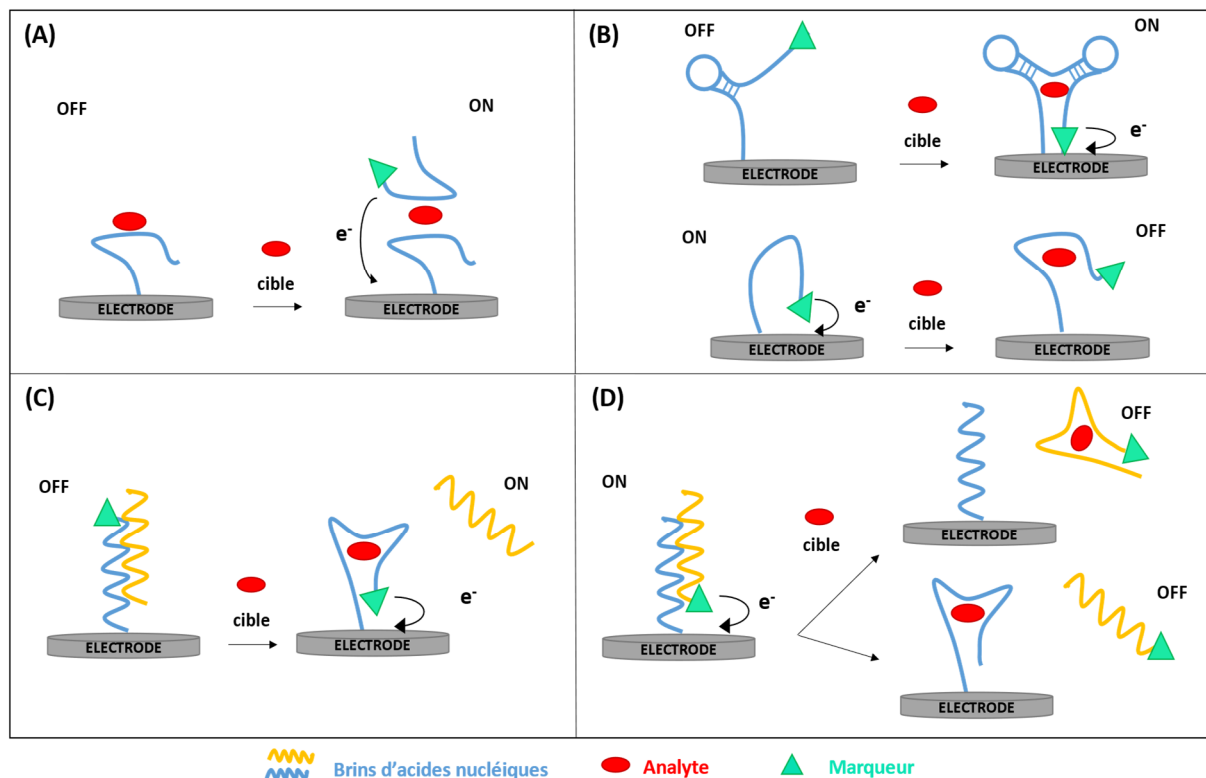 (A)
OFF
ON
e-
cible
ELECTRODE
ELECTRODE
(B)
OFF
ON
cible
e-
ELECTRODE
ELECTRODE
ON
OFF
e-
cible
ELECTRODE
ELECTRODE
(C)
OFF
ON
cible
e-
ELECTRODE
ELECTRODE
(D)
ON
OFF
cible
e-
ELECTRODE
ELECTRODE
OFF
ELECTRODE
Brins d'acides nucléiques
Analyte
Marqueur